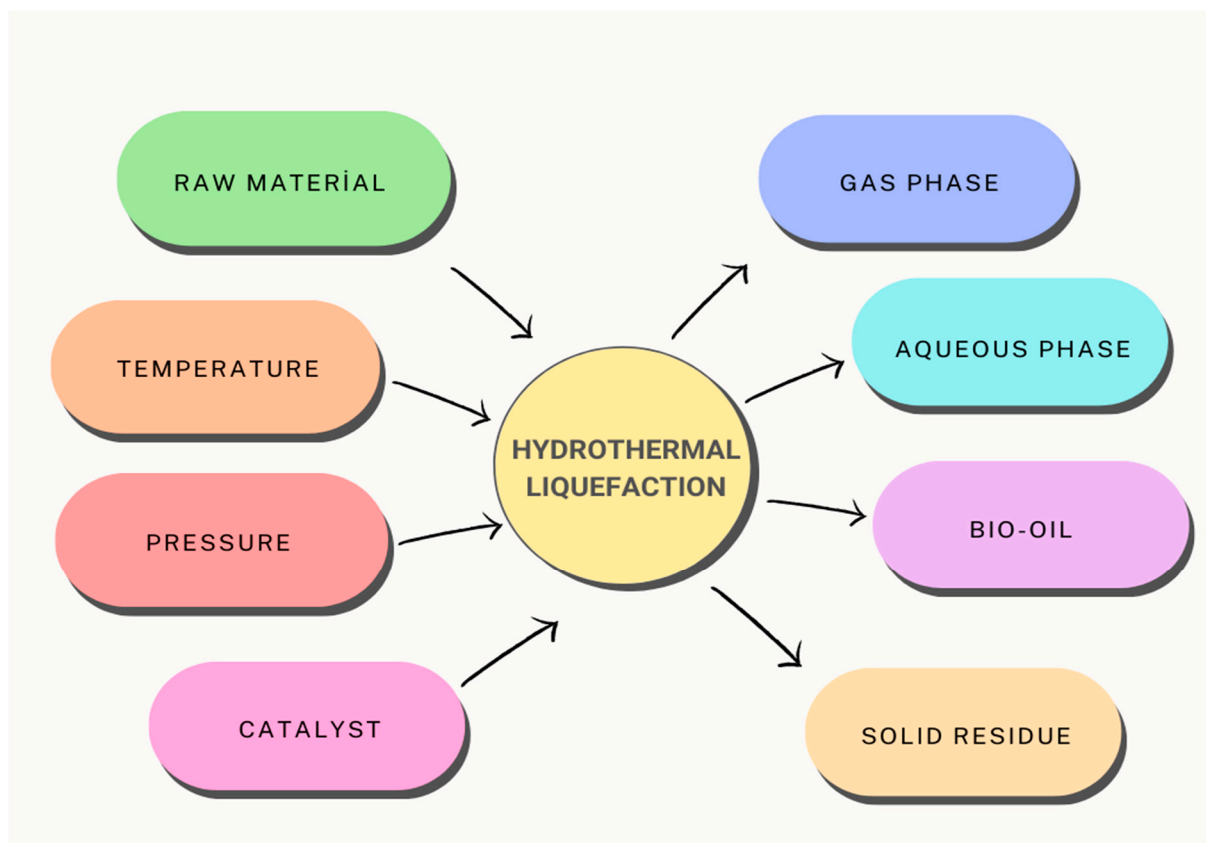 RAW MATERİAL
TEMPERATURE
PRESSURE
CATALYST
HYDROTHERMAL
LIQUEFACTION
GAS PHASE
AQUEOUS PHASE
BIO-OIL
SOLID RESIDUE